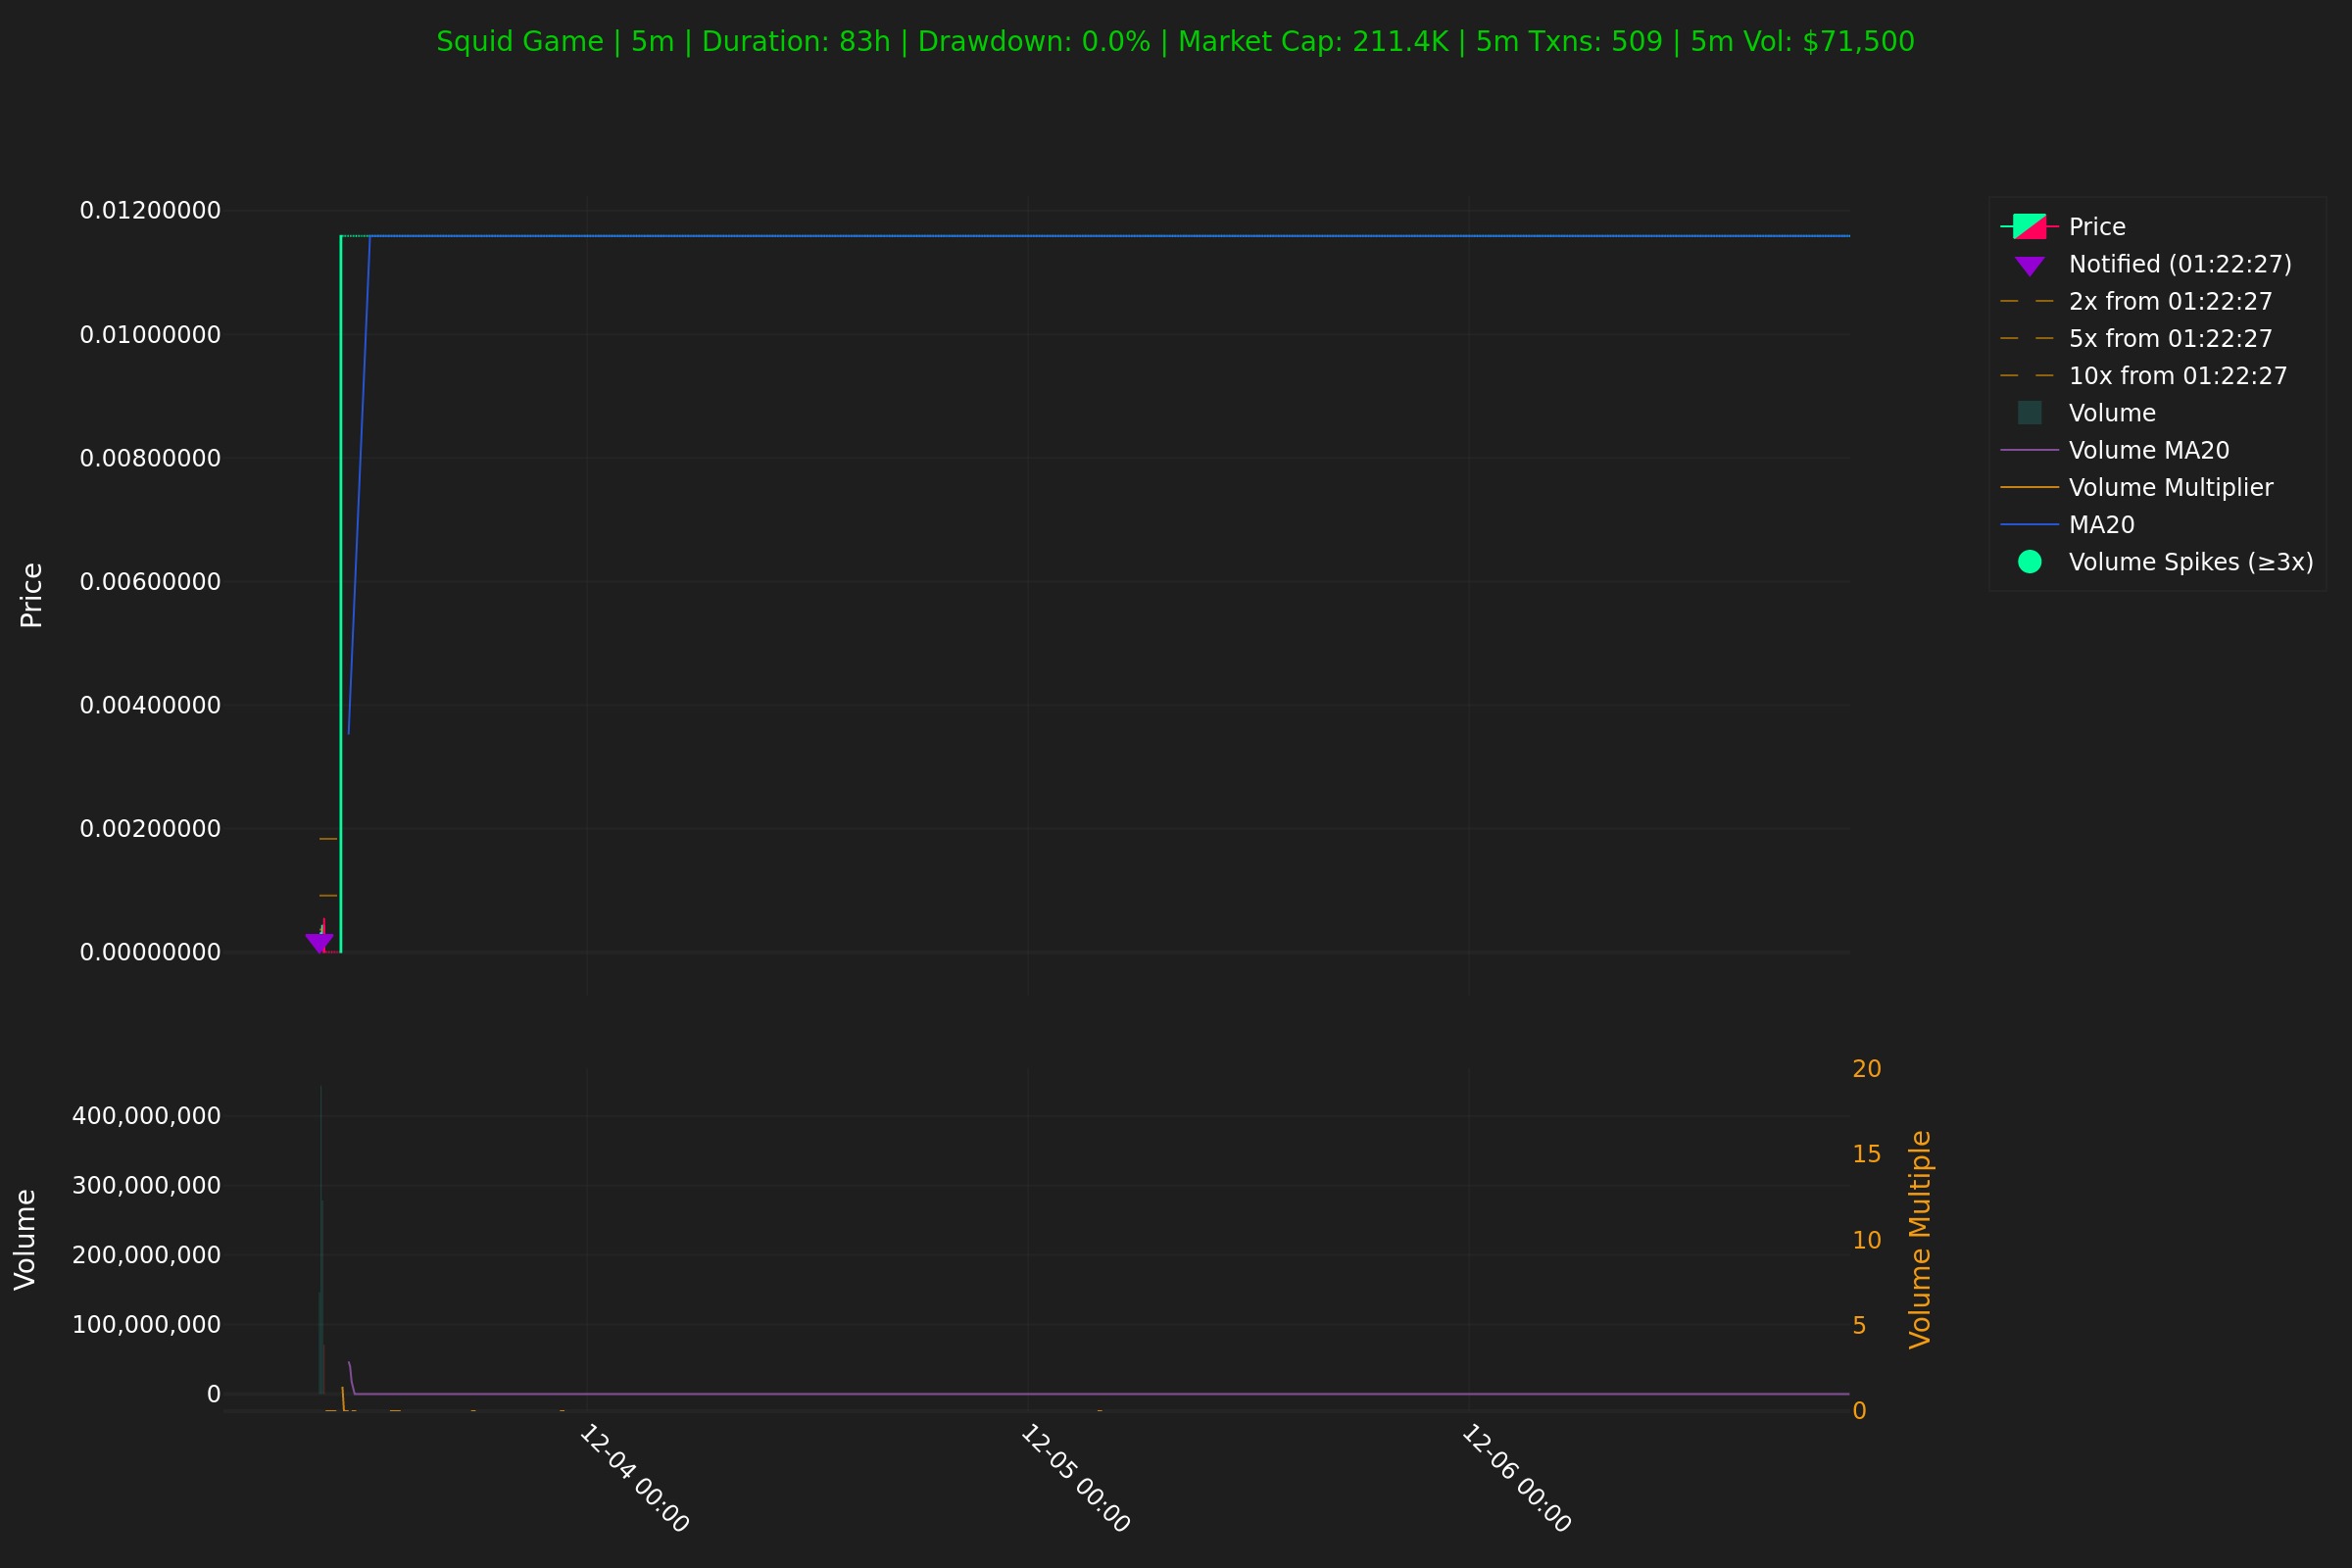 Squid Game | 5m | Duration: 83h | Drawdown: 0.0% | Market Cap: 211.4K | 5m Txns: 509 | 5m Vol: $71,500
Price
0.01200000
0.01000000
0.00800000
0.00600000
0.00400000
0.00200000
0.00000000
Price
Notified (01:22:27)
2x from 01:22:27
5x from 01:22:27
10x from 01:22:27
Volume
Volume MA20
Volume Multiplier
MA20
Volume Spikes (≥3x)
Volume
400,000,000
300,000,000
200,000,000
100,000,000
0
20
15
10
5
0
Volume Multiple
12-04 00:00
12-05 00:00
12-06 00:00